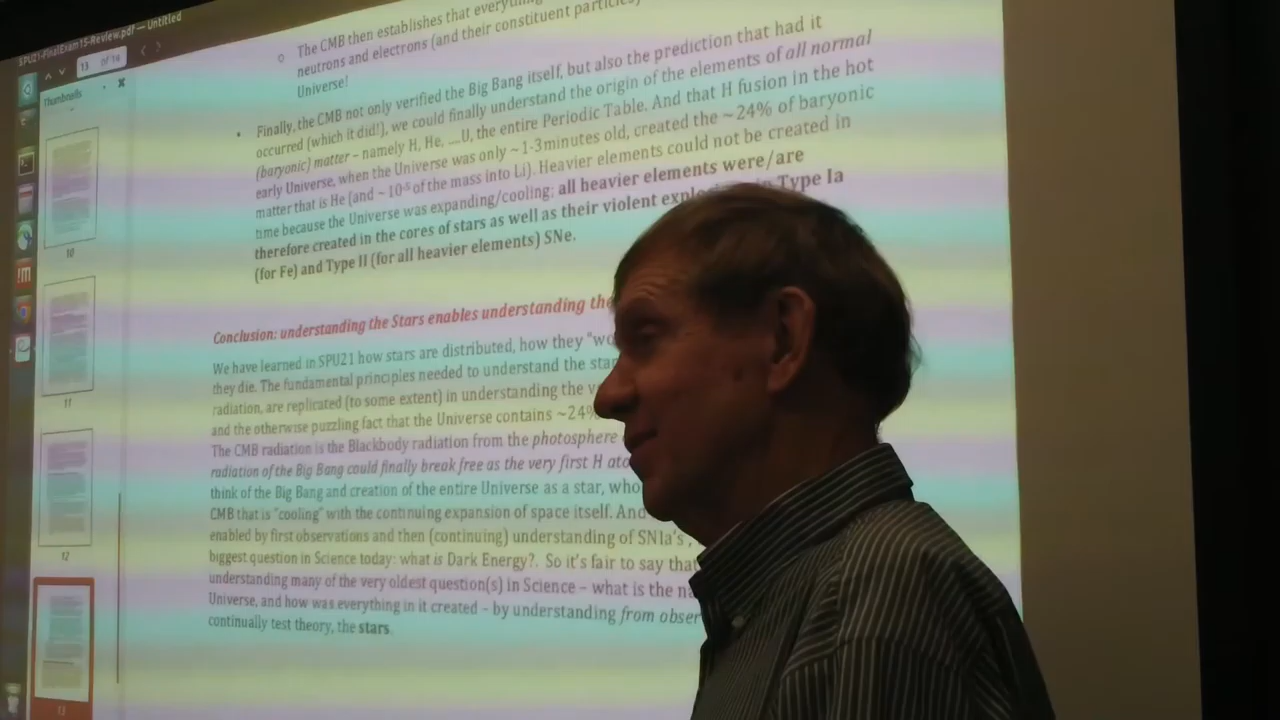 SPU21-FinalExam15-Review.pdf — Untitled
13 of 14
Thumbnails
10
11
12
13
The CMB then establishes that everything
neutrons and electrons (and their constituent particles)
Universe!
Finally, the CMB not only verified the Big Bang itself, but also the prediction that had it
occurred (which it did!), we could finally understand the origin of the elements of all normal
(baryonic) matter – namely H, He, ....U, the entire Periodic Table. And that H fusion in the hot
early Universe, when the Universe was only ~1-3minutes old, created the ~24% of baryonic
matter that is He (and ~10⁻⁵ of the mass into Li). Heavier elements could not be created in
time because the Universe was expanding/cooling: all heavier elements were/are
therefore created in the cores of stars as well as their violent in Type Ia
(for Fe) and Type II (for all heavier elements) SNe.
Conclusion: understanding the Stars enables understanding the
We have learned in SPU21 how stars are distributed, how they
they die. The fundamental principles needed to understand the
radiation, are replicated (to some extent) in understanding the
and the otherwise puzzling fact that the Universe contains ~24%
The CMB radiation is the Blackbody radiation from the photosphere
radiation of the Big Bang could finally break free as the very first H
think of the Big Bang and creation of the entire Universe as a star,
CMB that is "cooling" with the continuing expansion of space itself. And
enabled by first observations and then (continuing) understanding of SN1a's,
biggest question in Science today: what is Dark Energy?. So it's fair to say that
understanding many of the very oldest question(s) in Science – what is the
Universe, and how was everything in it created – by understanding from
continually test theory, the stars